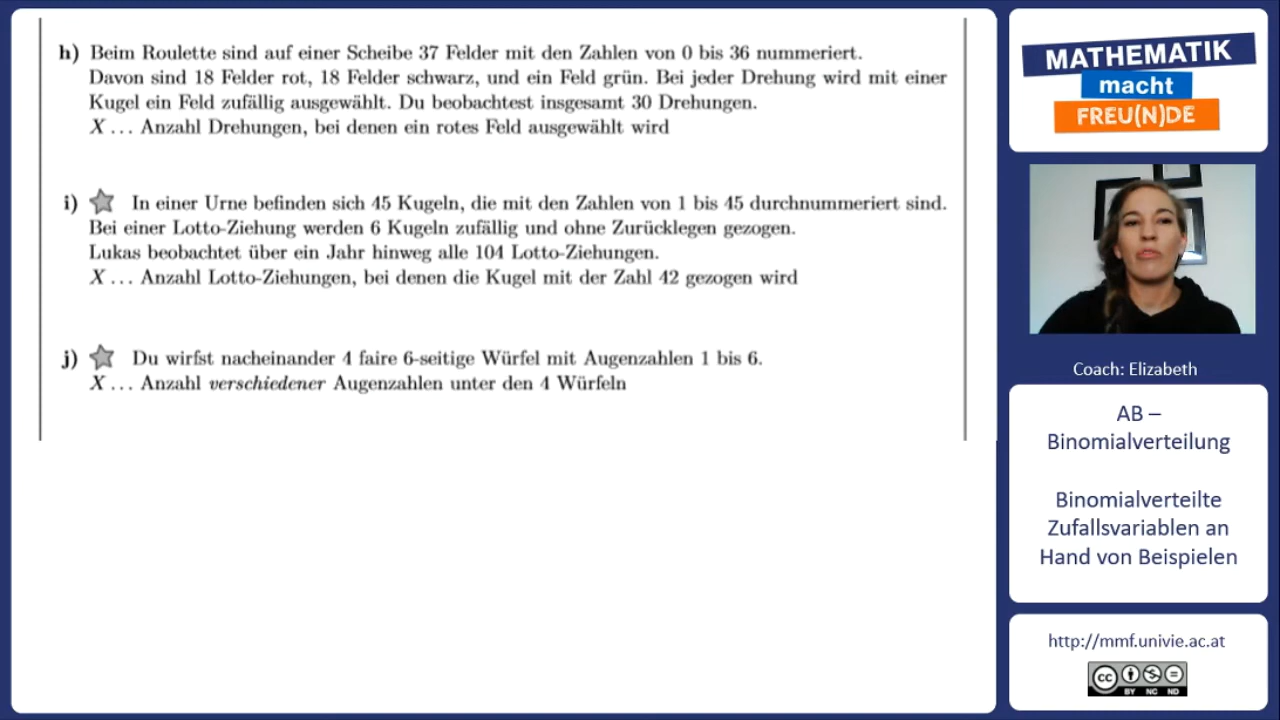 h) Beim Roulette sind auf einer Scheibe 37 Felder mit den Zahlen von 0 bis 36 nummeriert.
Davon sind 18 Felder rot, 18 Felder schwarz, und ein Feld grün. Bei jeder Drehung wird mit einer
Kugel ein Feld zufällig ausgewählt. Du beobachtest insgesamt 30 Drehungen.
X ... Anzahl Drehungen, bei denen ein rotes Feld ausgewählt wird
i) In einer Urne befinden sich 45 Kugeln, die mit den Zahlen von 1 bis 45 durchnummeriert sind.
Bei einer Lotto-Ziehung werden 6 Kugeln zufällig und ohne Zurücklegen gezogen.
Lukas beobachtet über ein Jahr hinweg alle 104 Lotto-Ziehungen.
X ... Anzahl Lotto-Ziehungen, bei denen die Kugel mit der Zahl 42 gezogen wird
j) Du wirfst nacheinander 4 faire 6-seitige Würfel mit Augenzahlen 1 bis 6.
X ... Anzahl verschiedener Augenzahlen unter den 4 Würfeln
MATHEMATIK
macht
FREU(N)DE
Coach: Elizabeth
AB –
Binomialverteilung
Binomialverteilte
Zufallsvariablen an
Hand von Beispielen
http://mmf.univie.ac.at
cc
BY NC ND